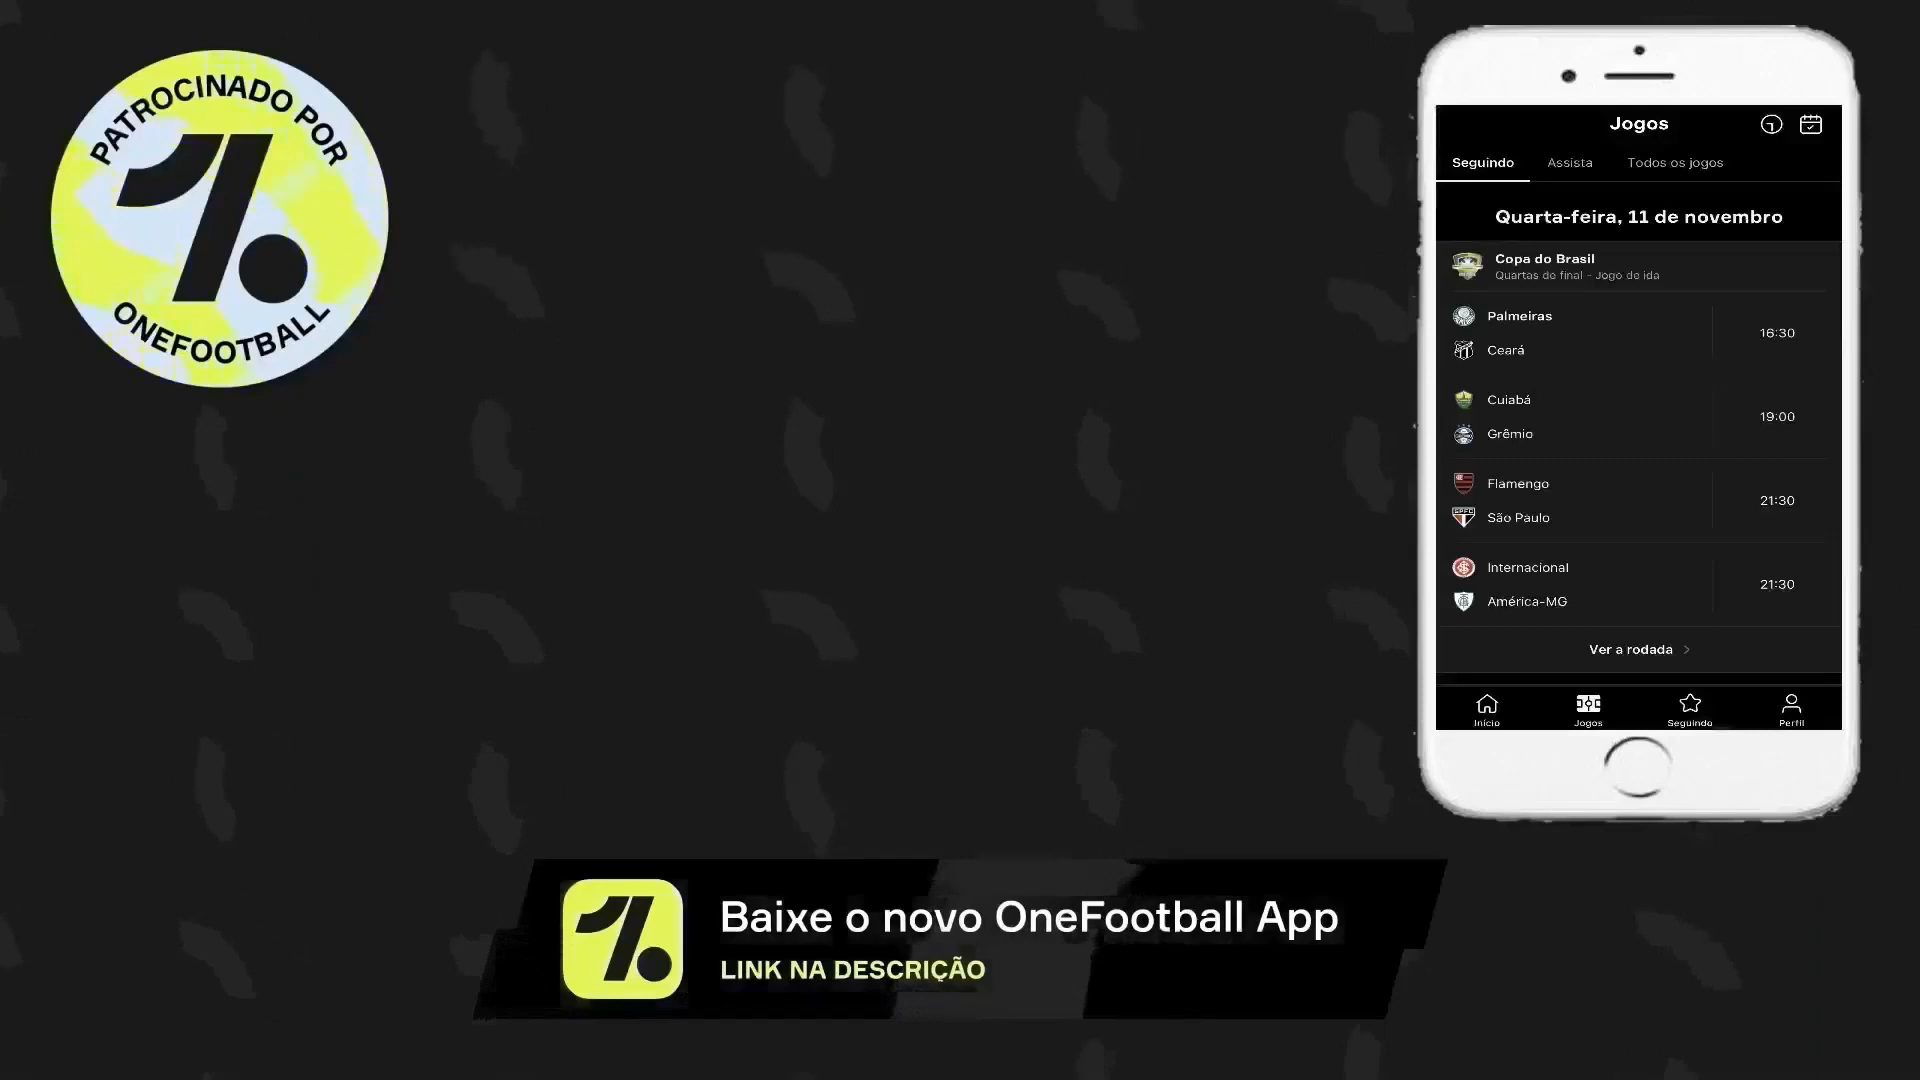 PATROCINADO POR
ONEFOOTBALL
Jogos
Seguindo Assista Todos os jogos
Quarta-feira, 11 de novembro
Copa do Brasil
Quartas de final - Jogo de ida
Palmeiras
16:30
Ceará
Cuiabá
19:00
Grêmio
Flamengo
21:30
São Paulo
Internacional
21:30
América-MG
Ver a rodada
Início Jogos Seguindo Perfil
Baixe o novo OneFootball App
LINK NA DESCRIÇÃO